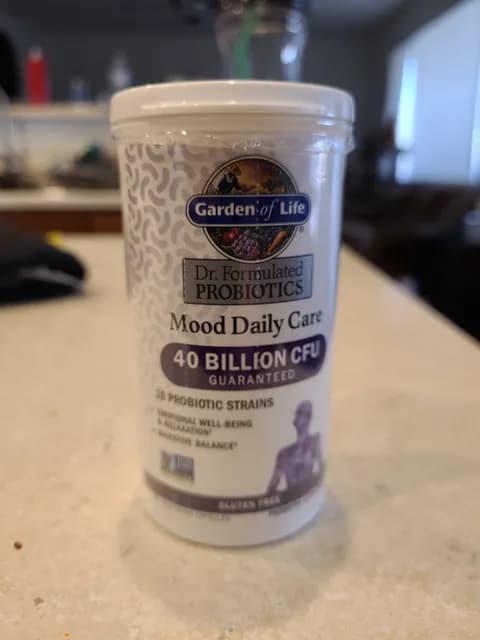 Garden of Life®
Dr. Formulated
PROBIOTICS
Mood Daily Care
40 BILLION CFU
GUARANTEED
PROBIOTIC STRAINS
EMOTIONAL WELL-BEING
& RELAXATION†
DIGESTIVE BALANCE†
GLUTEN FREE